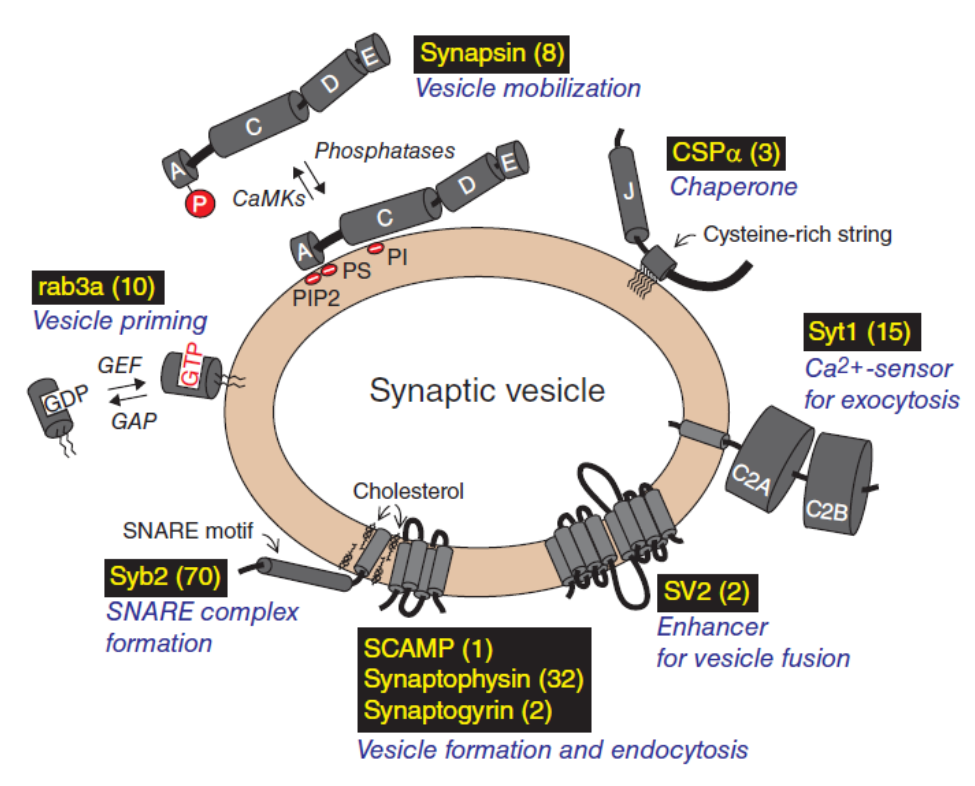 Synapsin (8)
Vesicle mobilization
E
D
C
A
P
Phosphatases
CaMKs
E
D
C
A
PI
PS
PIP2
CSPα (3)
Chaperone
J
Cysteine-rich string
rab3a (10)
Vesicle priming
GEF
GTP
GDP
GAP
Synaptic vesicle
Syt1 (15)
Ca2+-sensor
for exocytosis
C2A
C2B
Cholesterol
SNARE motif
Syb2 (70)
SNARE complex
formation
SV2 (2)
Enhancer
for vesicle fusion
SCAMP (1)
Synaptophysin (32)
Synaptogyrin (2)
Vesicle formation and endocytosis